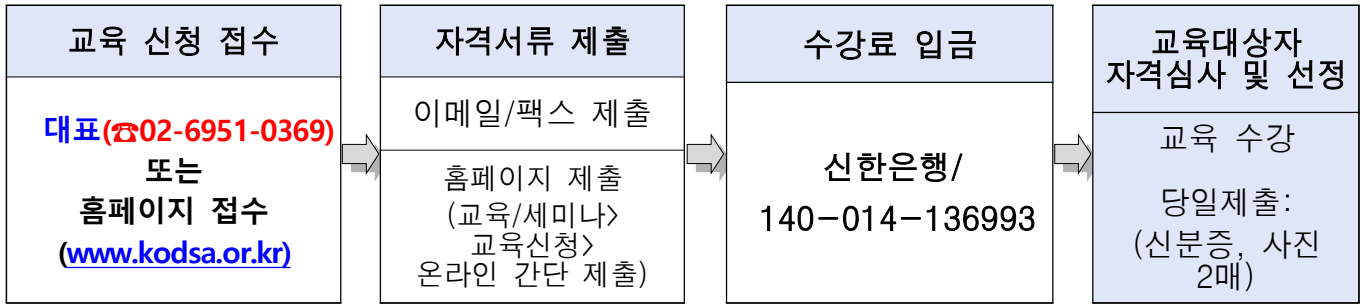 교육 신청 접수
대표(☎02-6951-0369)
또는
홈페이지 접수
(www.kodsa.or.kr)
자격서류 제출
이메일/팩스 제출
홈페이지 제출
(교육/세미나>
교육신청>
온라인 간단 제출)
수강료 입금
신한은행/
140-014-136993
교육대상자
자격심사 및 선정
교육 수강
당일제출:
(신분증, 사진
2매)